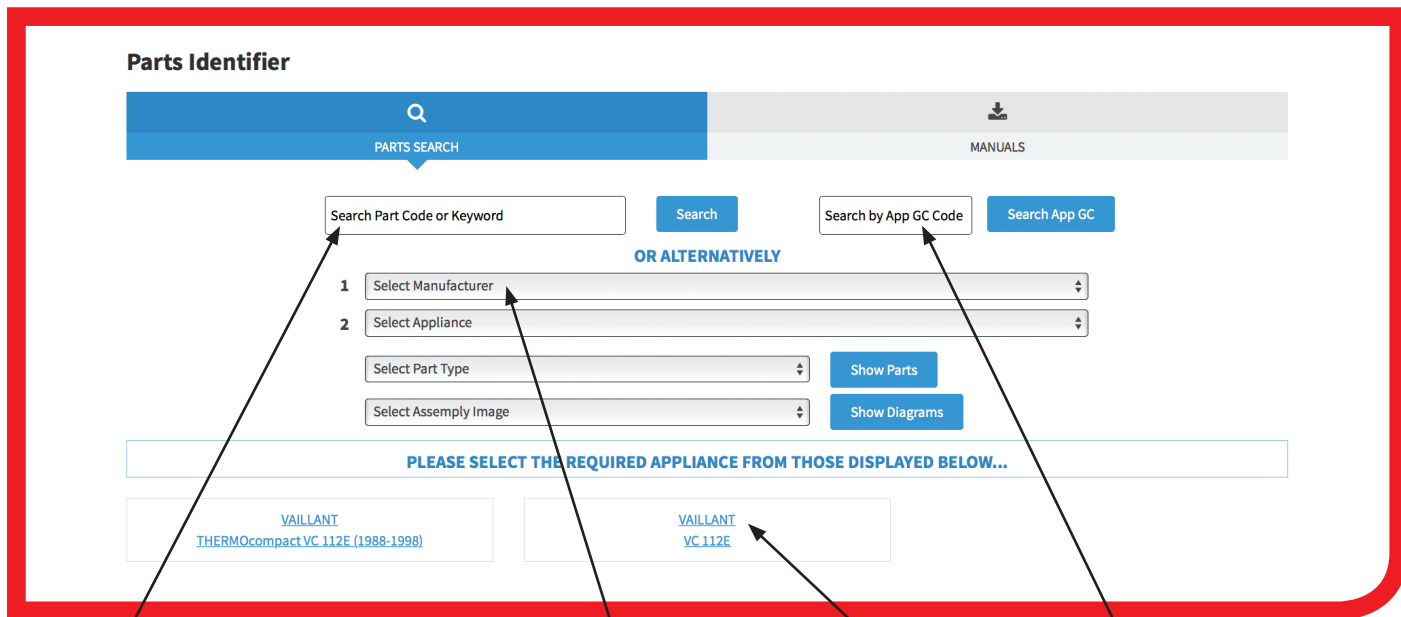 Parts Identifier
PARTS SEARCH
MANUALS
Search Part Code or Keyword
Search
Search by App GC Code
Search App GC
OR ALTERNATIVELY
1 Select Manufacturer
2 Select Appliance
Select Part Type
Show Parts
Select Assemply Image
Show Diagrams
PLEASE SELECT THE REQUIRED APPLIANCE FROM THOSE DISPLAYED BELOW...
VAILLANT
THERMOcompact VC 112E (1988-1998)
VAILLANT
VC 112E